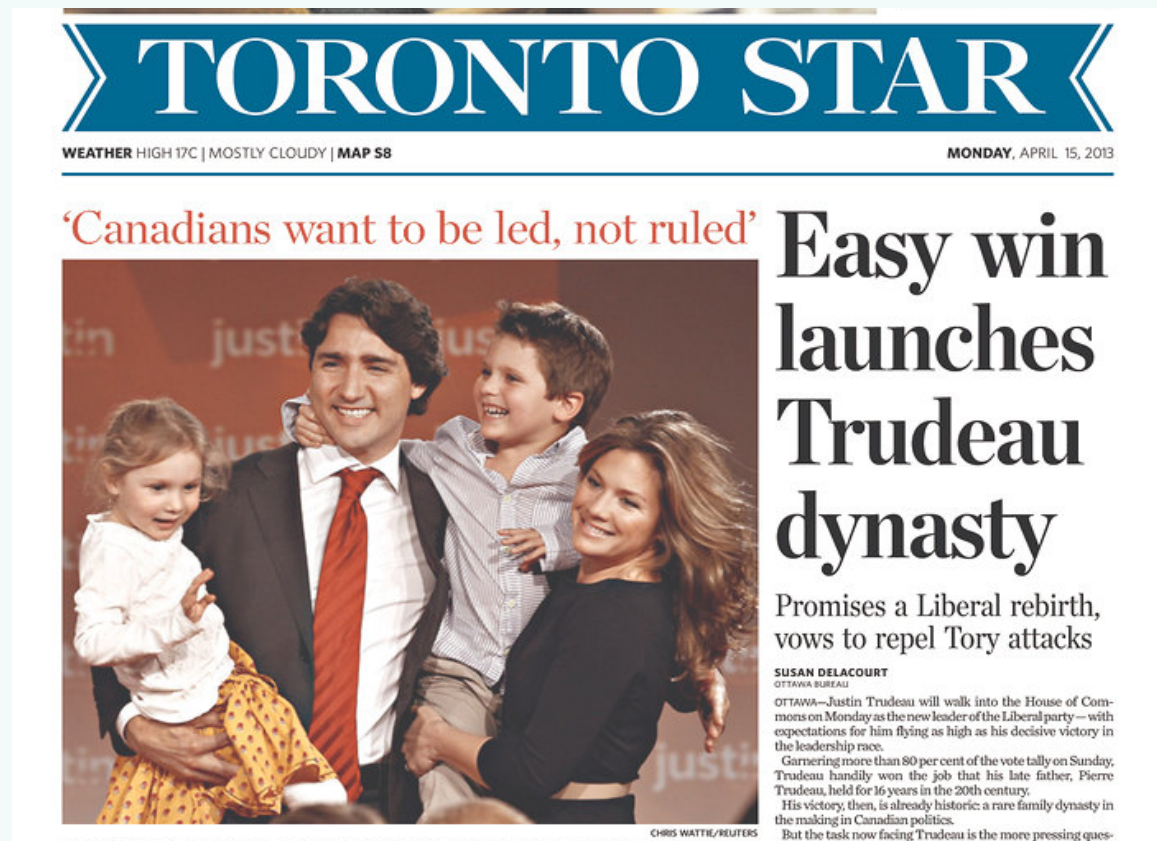 TORONTO STAR
WEATHER HIGH 17C | MOSTLY CLOUDY | MAP S8
MONDAY, APRIL 15, 2013
‘Canadians want to be led, not ruled’
tin
justin
jus
tin
jus
justin
CHRIS WATTIE/REUTERS
Easy win
launches
Trudeau
dynasty
Promises a Liberal rebirth,
vows to repel Tory attacks
SUSAN DELACOURT
OTTAWA BUREAU
OTTAWA—Justin Trudeau will walk into the House of Com-
mons on Monday as the new leader of the Liberal party — with
expectations for him flying as high as his decisive victory in
the leadership race.
Garnering more than 80 per cent of the vote tally on Sunday,
Trudeau handily won the job that his late father, Pierre
Trudeau, held for 16 years in the 20th century.
His victory, then, is already historic: a rare family dynasty in
the making in Canadian politics.
But the task now facing Trudeau is the more pressing ques-